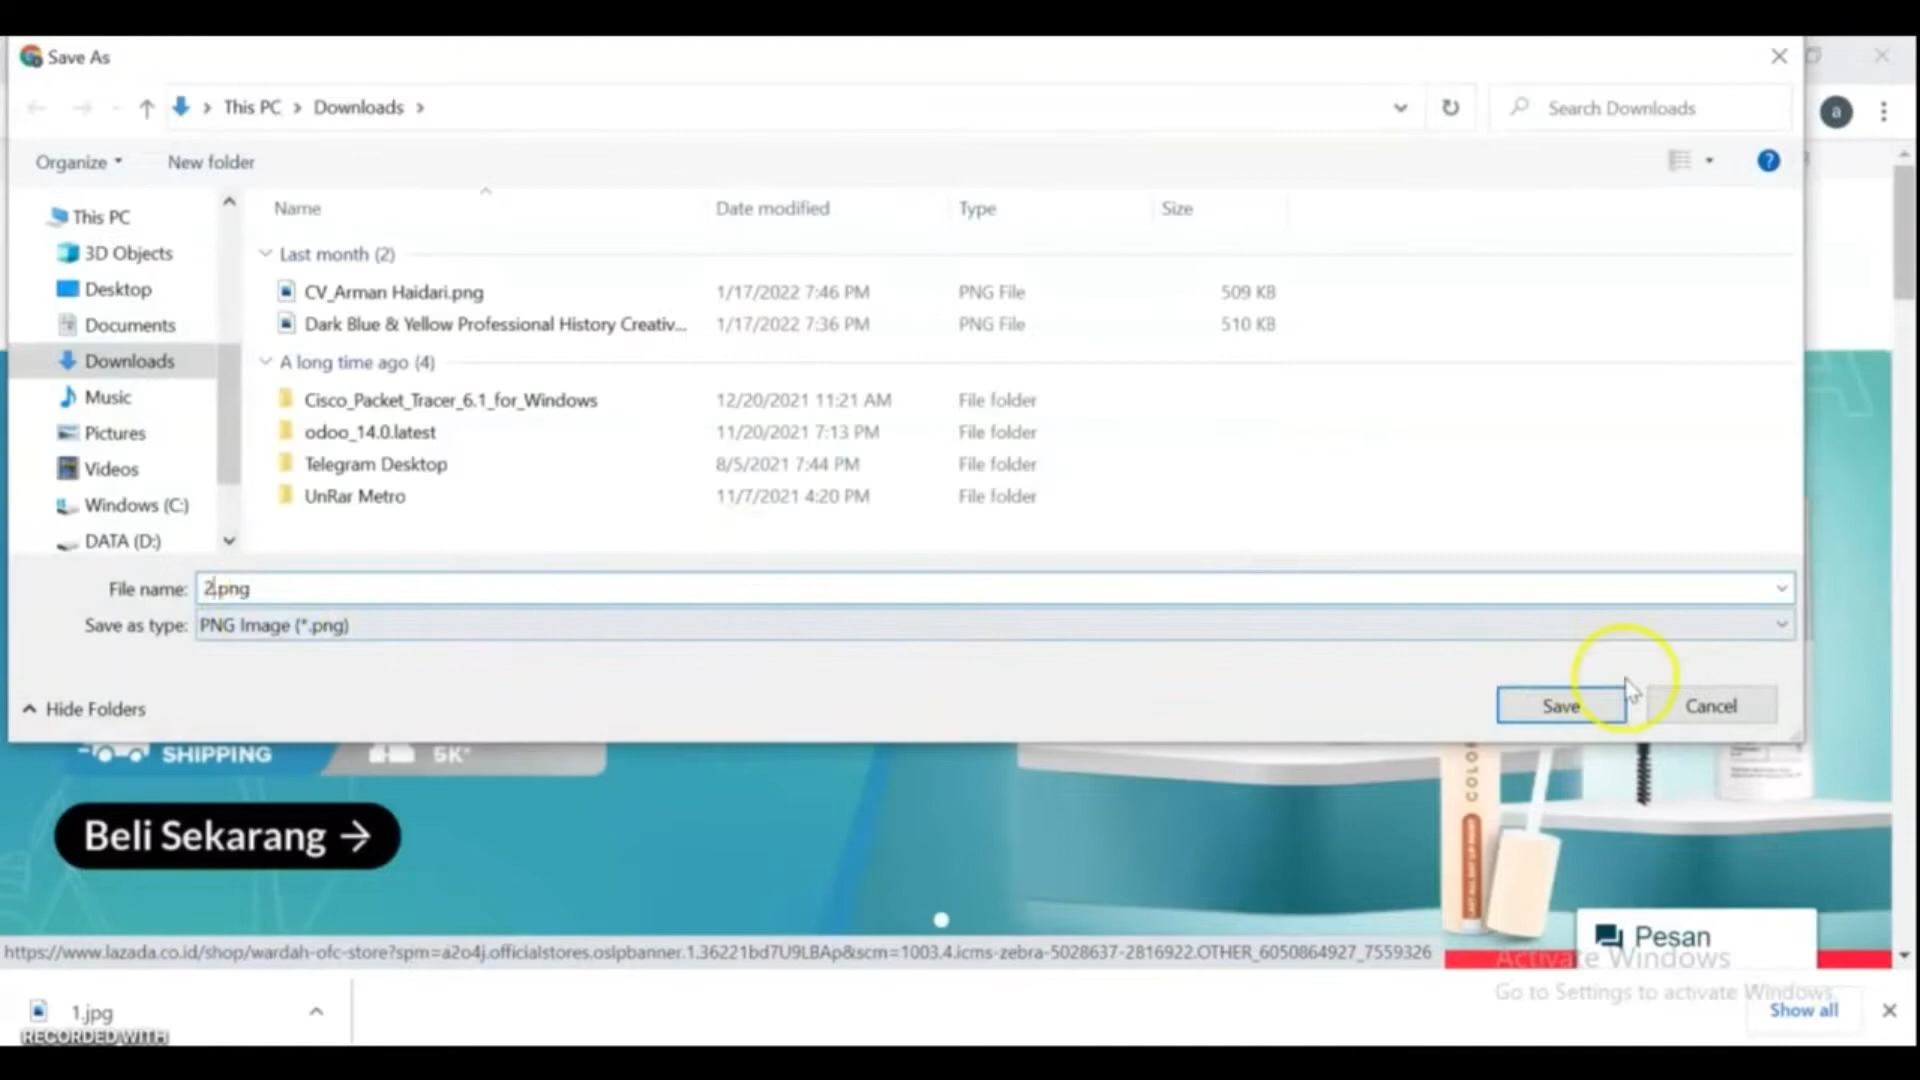 Save As
This PC > Downloads >
Search Downloads
a
Organize
New folder
?
This PC
3D Objects
Desktop
Documents
Downloads
Music
Pictures
Videos
Windows (C:)
DATA (D:)
Name Date modified Type Size
Last month (2)
CV_Arman Haidari.png 1/17/2022 7:46 PM PNG File 509 KB
Dark Blue & Yellow Professional History Creativ... 1/17/2022 7:36 PM PNG File 510 KB
A long time ago (4)
Cisco_Packet_Tracer_6.1_for_Windows 12/20/2021 11:21 AM File folder
odoo_14.0.latest 11/20/2021 7:13 PM File folder
Telegram Desktop 8/5/2021 7:44 PM File folder
UnRar Metro 11/7/2021 4:20 PM File folder
File name: 2.png
Save as type: PNG Image (*.png)
Hide Folders
Save
Cancel
SHIPPING
5K*
Beli Sekarang →
COLO
Pesan
https://www.lazada.co.id/shop/wardah-ofc-store?spm=a2o4j.officialstores.oslpbanner.1.36221bd7U9LBAp&scm=1003.4.icms-zebra-5028637-2816922.OTHER_6050864927_7559326
Activate Windows
Go to Settings to activate Windows.
1.jpg
Show all
RECORDED WITH